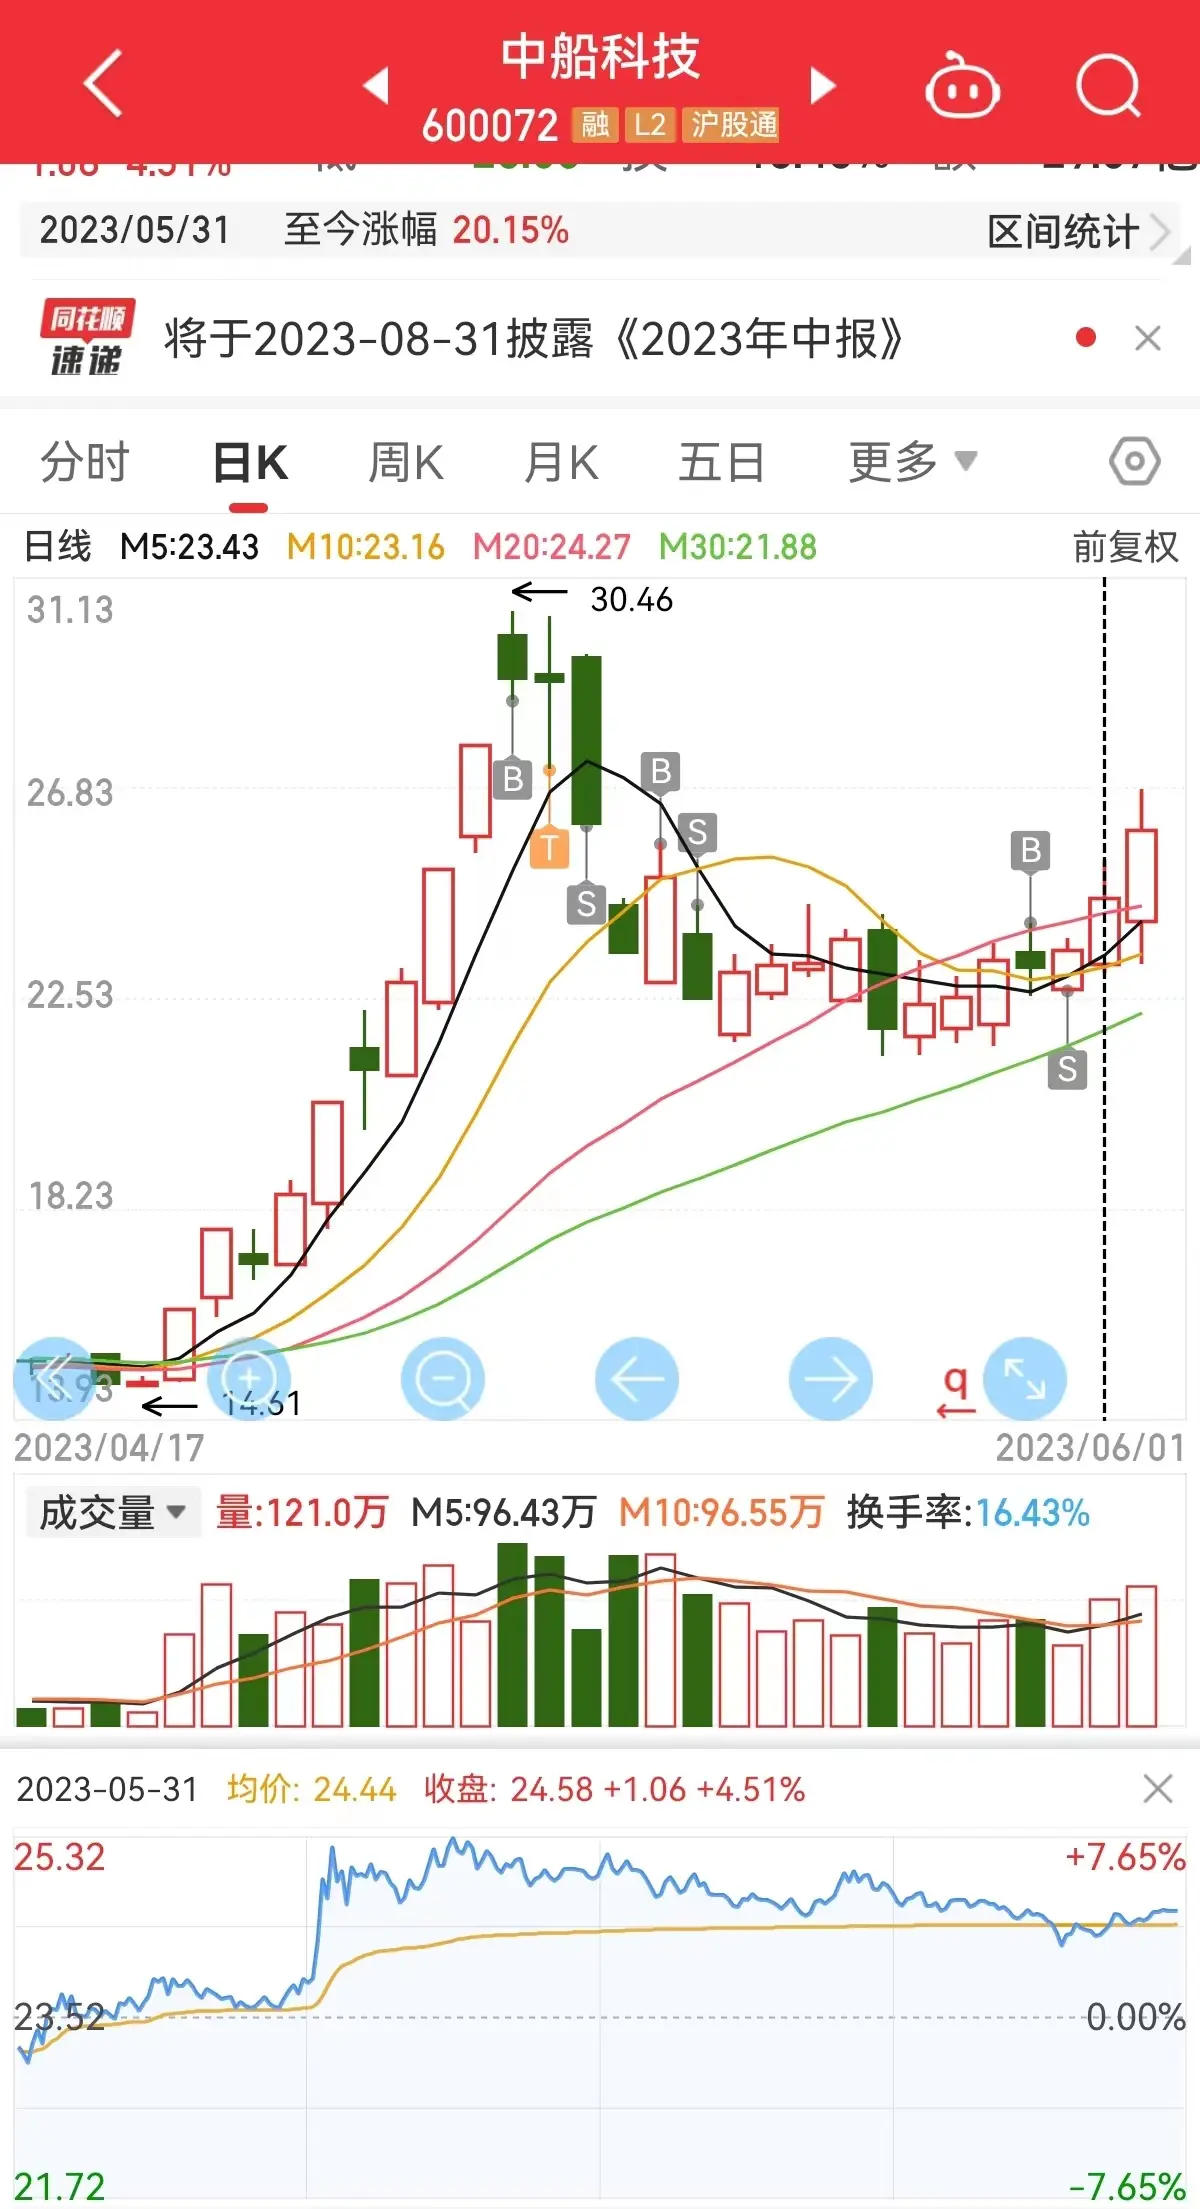 中船科技
600072 融 L2 沪股通
2023/05/31 至今涨幅 20.15% 区间统计
同花顺
速递
将于2023-08-31披露《2023年中报》
分时 日K 周K 月K 五日 更多
日线 M5:23.43 M10:23.16 M20:24.27 M30:21.88 前复权
31.13
30.46
26.83
B
B
T
S
S
B
22.53
S
18.23
13.93
14.61
q
2023/04/17 2023/06/01
成交量 量:121.0万 M5:96.43万 M10:96.55万 换手率:16.43%
2023-05-31 均价: 24.44 收盘: 24.58 +1.06 +4.51%
25.32 +7.65%
23.52 0.00%
21.72 -7.65%